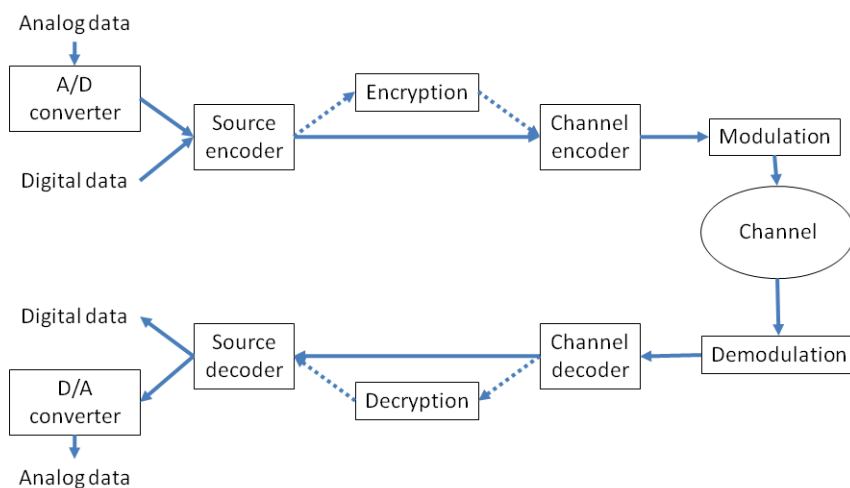 Analog data
A/D
converter
Encryption
Source
encoder
Channel
encoder
Modulation
Digital data
Channel
Digital data
Source
decoder
Channel
decoder
Demodulation
D/A
converter
Decryption
Analog data